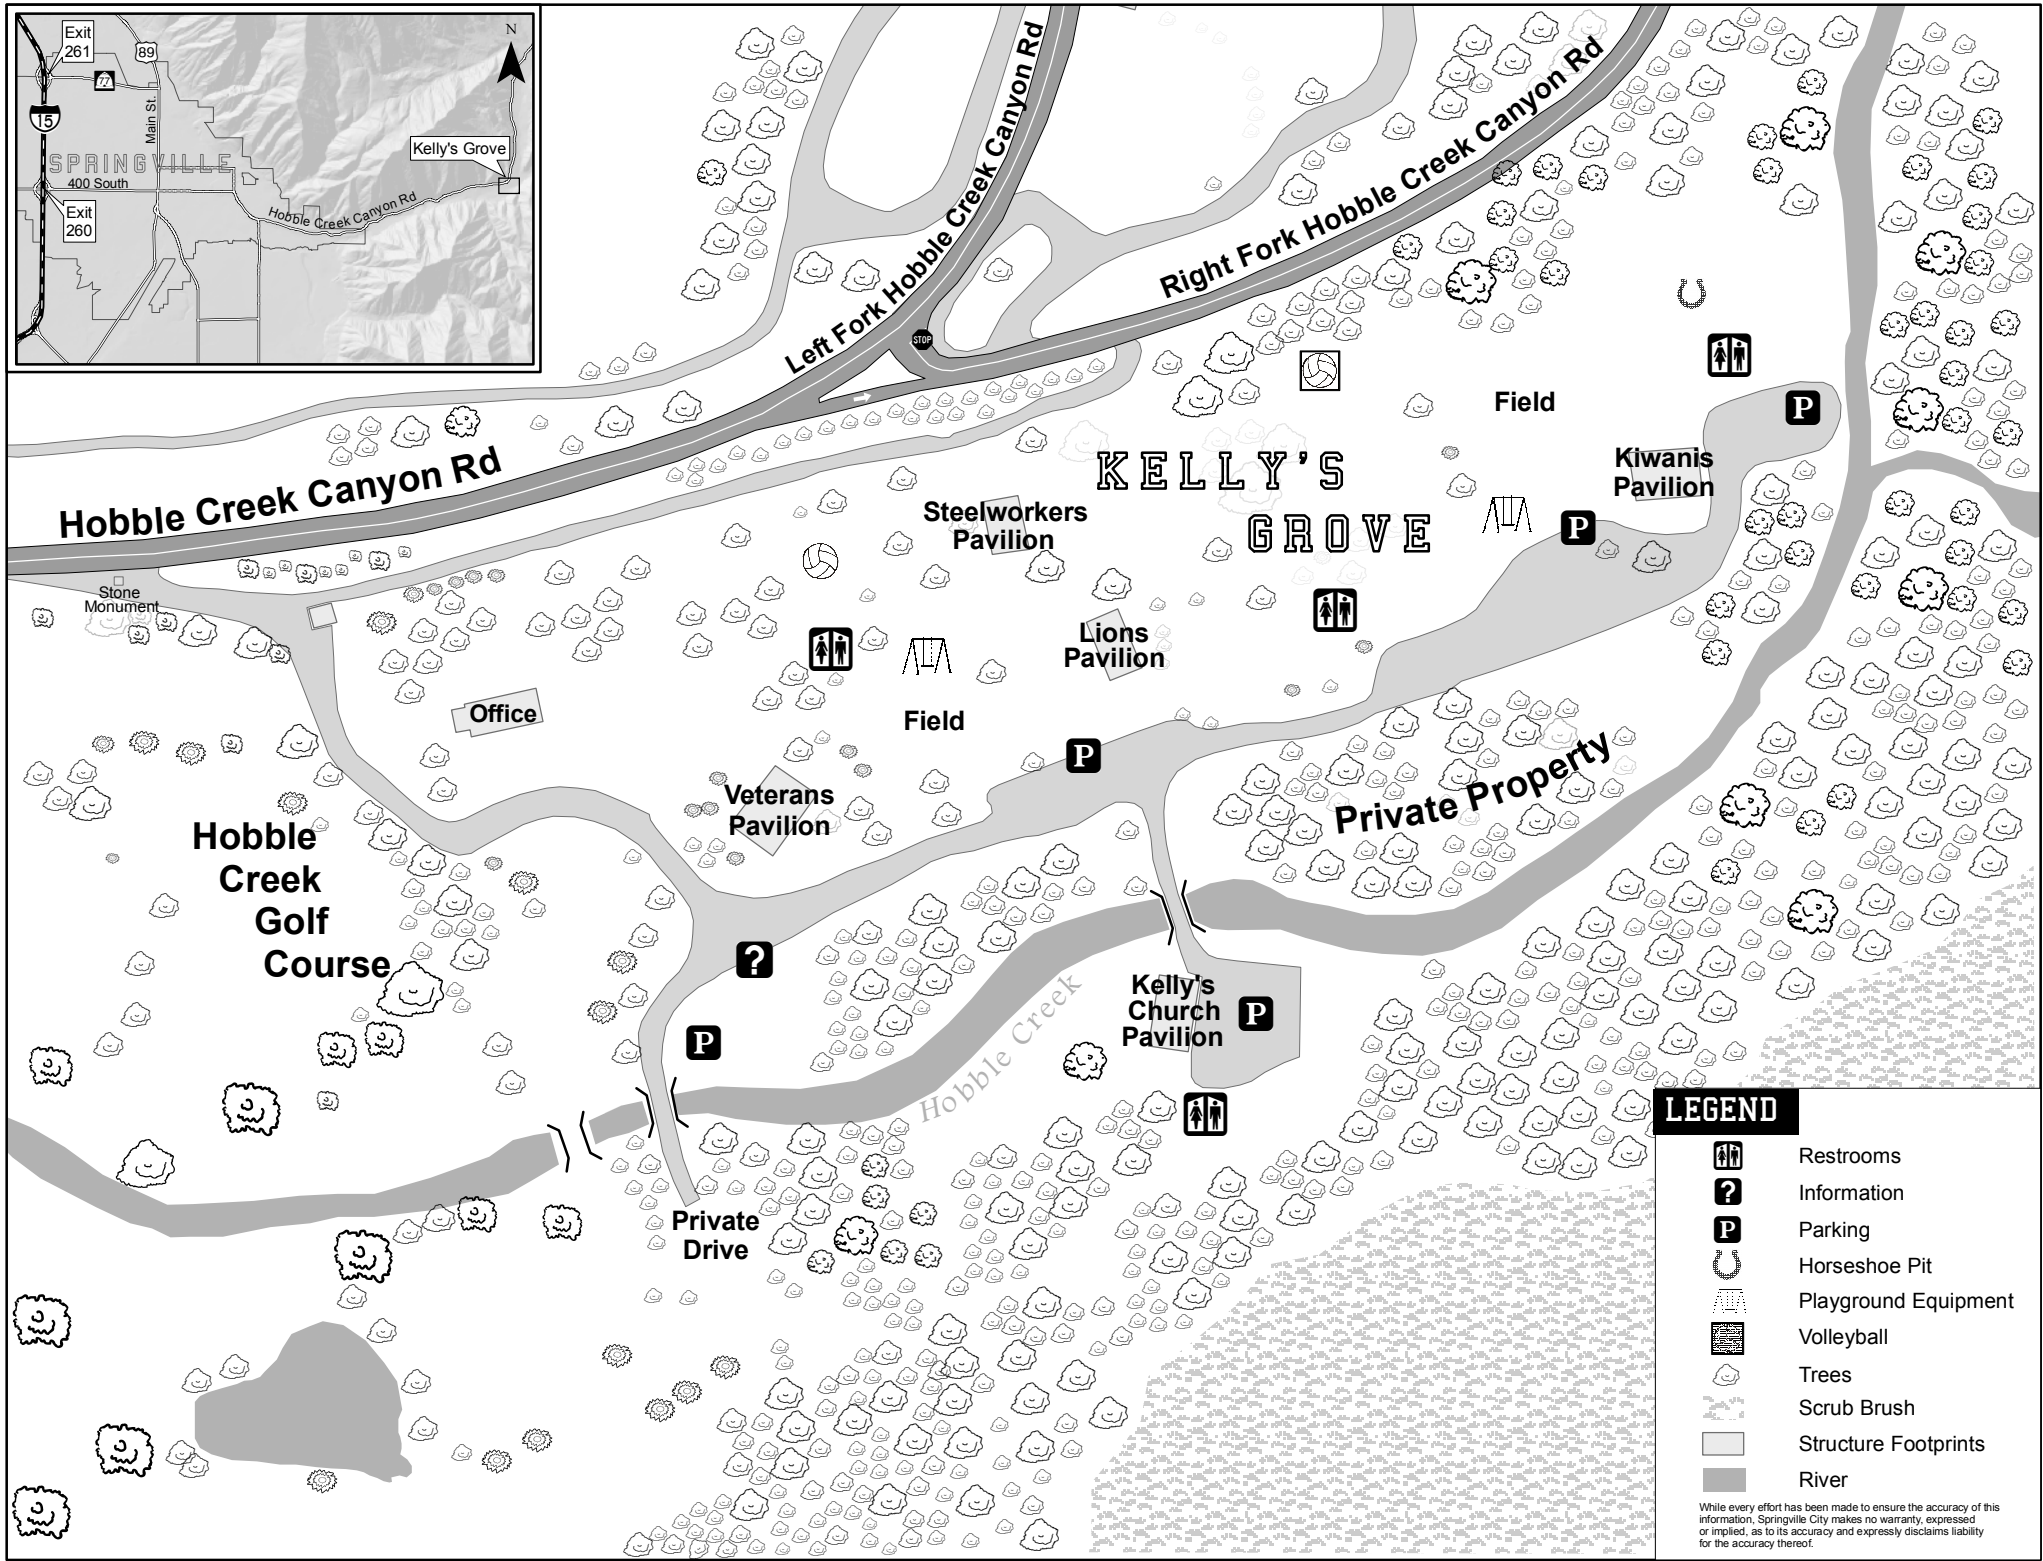 Exit
261
89
N
77
15
Main St.
Kelly's Grove
SPRINGVILLE
400 South
Exit
260
Hobble Creek Canyon Rd
Left Fork Hobble Creek Canyon Rd
Right Fork Hobble Creek Canyon Rd
STOP
Hobble Creek Canyon Rd
Field
P
KELLY'S
GROVE
Kiwanis
Pavilion
Steelworkers
Pavilion
P
Stone
Monument
Lions
Pavilion
Office
Field
P
Private Property
Veterans
Pavilion
Hobble
Creek
Golf
Course
?
Kelly's
Church
Pavilion
P
P
Hobble Creek
Private
Drive
LEGEND
Restrooms
? Information
P Parking
Horseshoe Pit
Playground Equipment
Volleyball
Trees
Scrub Brush
Structure Footprints
River
While every effort has been made to ensure the accuracy of this
information, Springville City makes no warranty, expressed
or implied, as to its accuracy and expressly disclaims liability
for the accuracy thereof.